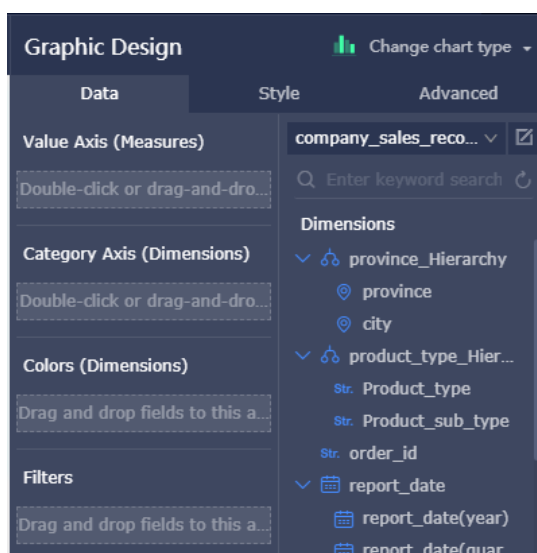 Graphic Design
Change chart type
Data
Style
Advanced
Value Axis (Measures)
Double-click or drag-and-dro...
Category Axis (Dimensions)
Double-click or drag-and-dro...
Colors (Dimensions)
Drag and drop fields to this a...
Filters
Drag and drop fields to this a...
company_sales_reco...
Enter keyword search
Dimensions
province_Hierarchy
province
city
product_type_Hier...
Str. Product_type
Str. Product_sub_type
Str. order_id
report_date
report_date(year)
report_date(quar